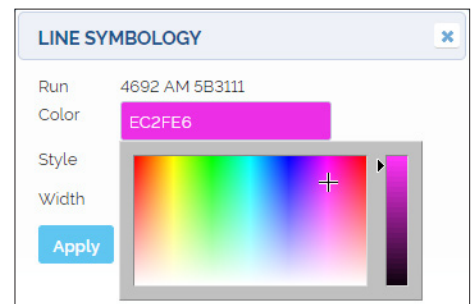 LINE SYMBOLOGY
Run 4692 AM 5B3111
Color EC2FE6
Style
Width
Apply